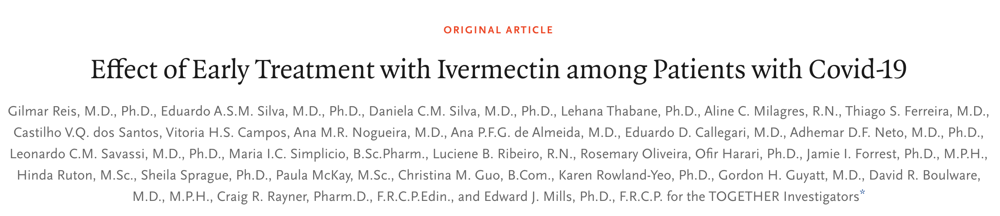 ORIGINAL ARTICLE
Effect of Early Treatment with Ivermectin among Patients with Covid-19
Gilmar Reis, M.D., Ph.D., Eduardo A.S.M. Silva, M.D., Ph.D., Daniela C.M. Silva, M.D., Ph.D., Lehana Thabane, Ph.D., Aline C. Milagres, R.N., Thiago S. Ferreira, M.D.,
Castilho V.Q. dos Santos, Vitoria H.S. Campos, Ana M.R. Nogueira, M.D., Ana P.F.G. de Almeida, M.D., Eduardo D. Callegari, M.D., Adhemar D.F. Neto, M.D., Ph.D.,
Leonardo C.M. Savassi, M.D., Ph.D., Maria I.C. Simplicio, B.Sc.Pharm., Luciene B. Ribeiro, R.N., Rosemary Oliveira, Ofir Harari, Ph.D., Jamie I. Forrest, Ph.D., M.P.H.,
Hinda Ruton, M.Sc., Sheila Sprague, Ph.D., Paula McKay, M.Sc., Christina M. Guo, B.Com., Karen Rowland-Yeo, Ph.D., Gordon H. Guyatt, M.D., David R. Boulware,
M.D., M.P.H., Craig R. Rayner, Pharm.D., F.R.C.P.Edin., and Edward J. Mills, Ph.D., F.R.C.P. for the TOGETHER Investigators*